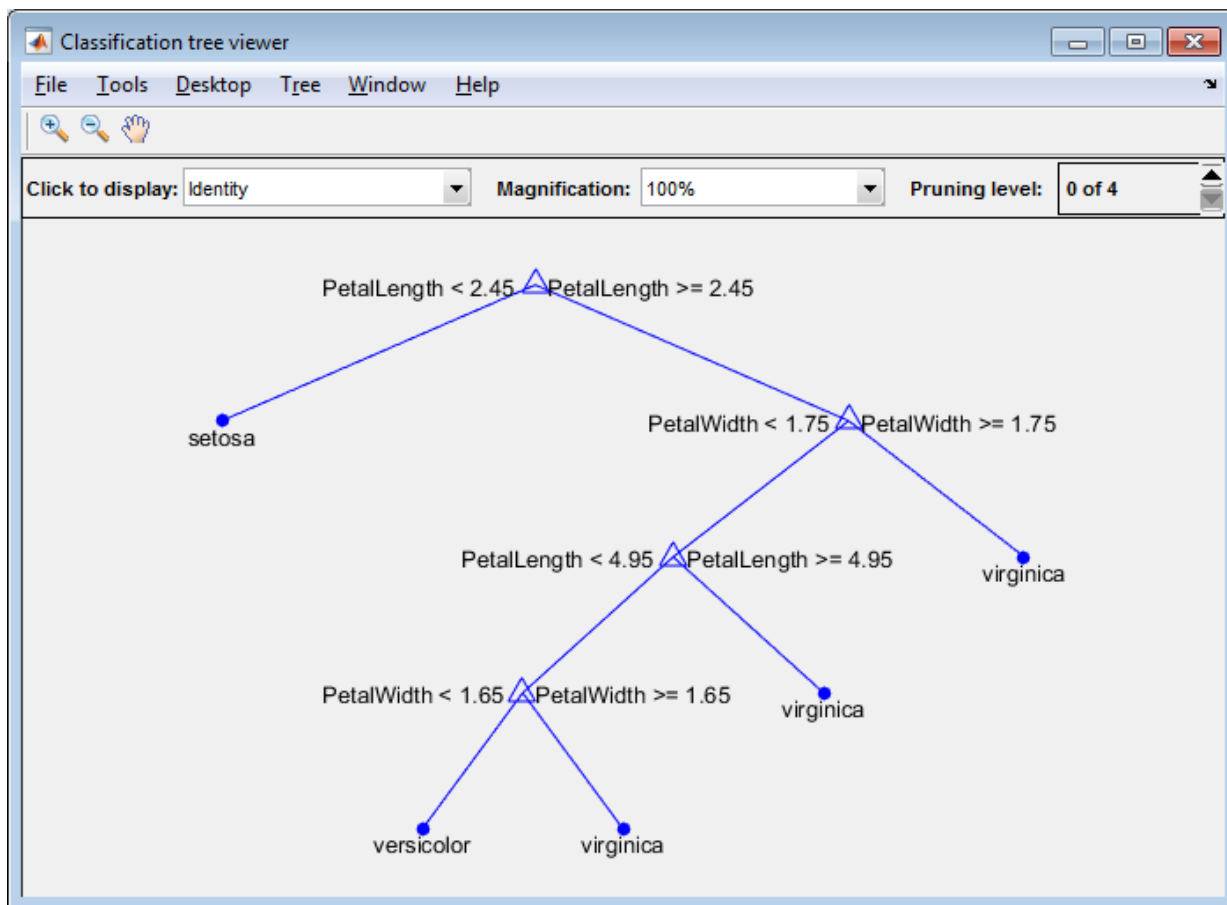 Classification tree viewer
File Tools Desktop Tree Window Help
Click to display: Identity Magnification: 100% Pruning level: 0 of 4
PetalLength < 2.45 PetalLength >= 2.45
setosa
PetalWidth < 1.75 PetalWidth >= 1.75
PetalLength < 4.95 PetalLength >= 4.95
virginica
PetalWidth < 1.65 PetalWidth >= 1.65
virginica
versicolor virginica